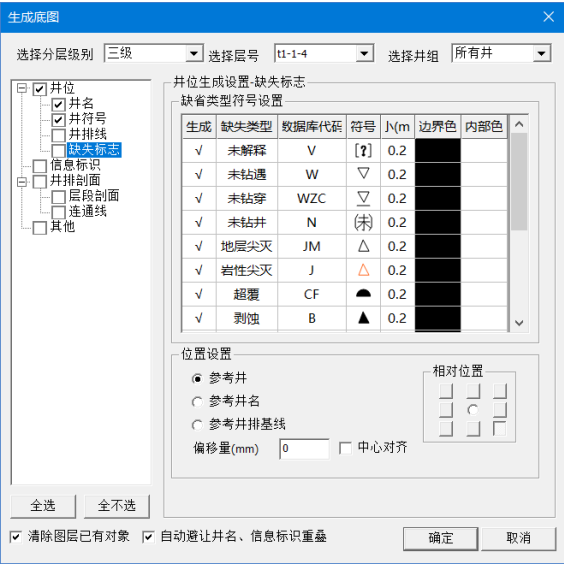 生成底图
选择分层级别 三级 选择层号 t1-1-4 选择井组 所有井
井位
井名
井符号
井排线
缺失标志
信息标识
井排剖面
层段剖面
连通线
其他
井位生成设置-缺失标志
缺省类型符号设置
生成 缺失类型 数据库代码 符号 大小(m 边界色 内部色
√ 未解释 V [?] 0.2
√ 未钻遇 W ▽ 0.2
√ 未钻穿 WZC ▽ 0.2
√ 未钻井 N (未) 0.2
√ 地层尖灭 JM △ 0.2
√ 岩性尖灭 J △ 0.2
√ 超覆 CF 0.2
√ 剥蚀 B ▲ 0.2
位置设置
参考井
参考井名
参考井排基线
偏移量(mm) 0 中心对齐
相对位置
全选 全不选
清除图层已有对象 自动避让井名、信息标识重叠 确定 取消